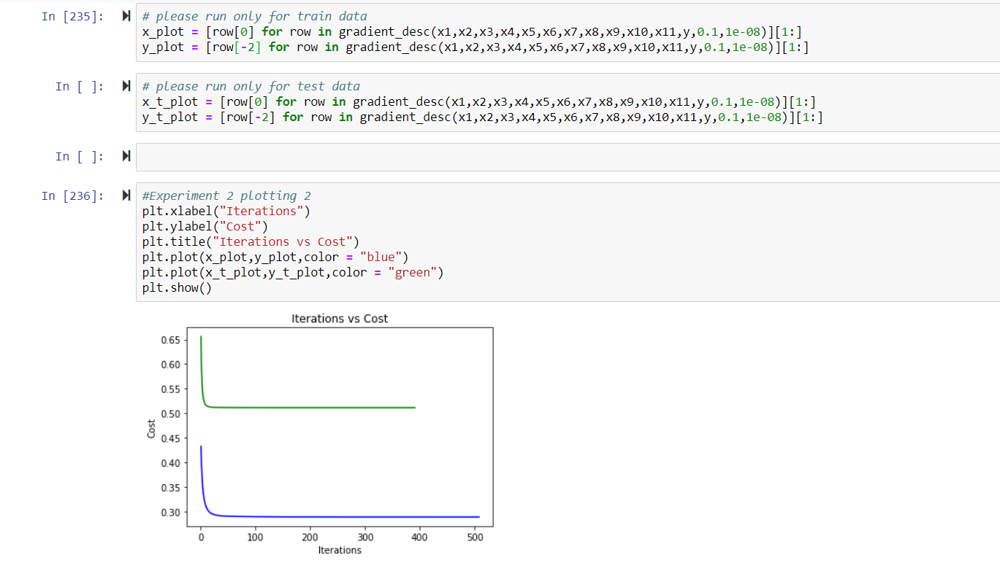 In [235]:
# please run only for train data
x_plot = [row[0] for row in gradient_desc(x1,x2,x3,x4,x5,x6,x7,x8,x9,x10,x11,y,0.1,1e-08)][1:]
y_plot = [row[-2] for row in gradient_desc(x1,x2,x3,x4,x5,x6,x7,x8,x9,x10,x11,y,0.1,1e-08)][1:]
In [ ]:
# please run only for test data
x_t_plot = [row[0] for row in gradient_desc(x1,x2,x3,x4,x5,x6,x7,x8,x9,x10,x11,y,0.1,1e-08)][1:]
y_t_plot = [row[-2] for row in gradient_desc(x1,x2,x3,x4,x5,x6,x7,x8,x9,x10,x11,y,0.1,1e-08)][1:]
In [ ]:
In [236]:
#Experiment 2 plotting 2
plt.xlabel("Iterations")
plt.ylabel("Cost")
plt.title("Iterations vs Cost")
plt.plot(x_plot,y_plot,color = "blue")
plt.plot(x_t_plot,y_t_plot,color = "green")
plt.show()
Iterations vs Cost
0.65
0.60
0.55
0.50
0.45
0.40
0.35
0.30
Cost
0 100 200 300 400 500
Iterations